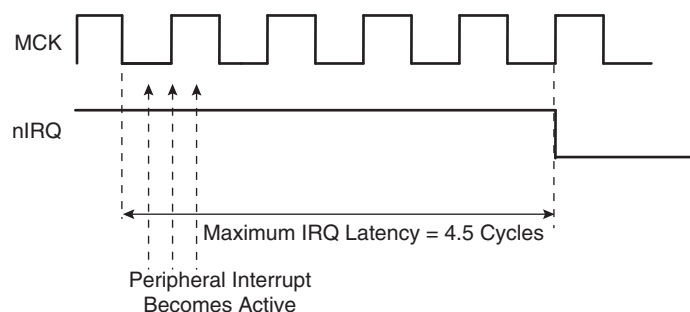 MCK
nIRQ
Maximum IRQ Latency = 4.5 Cycles
Peripheral Interrupt
Becomes Active